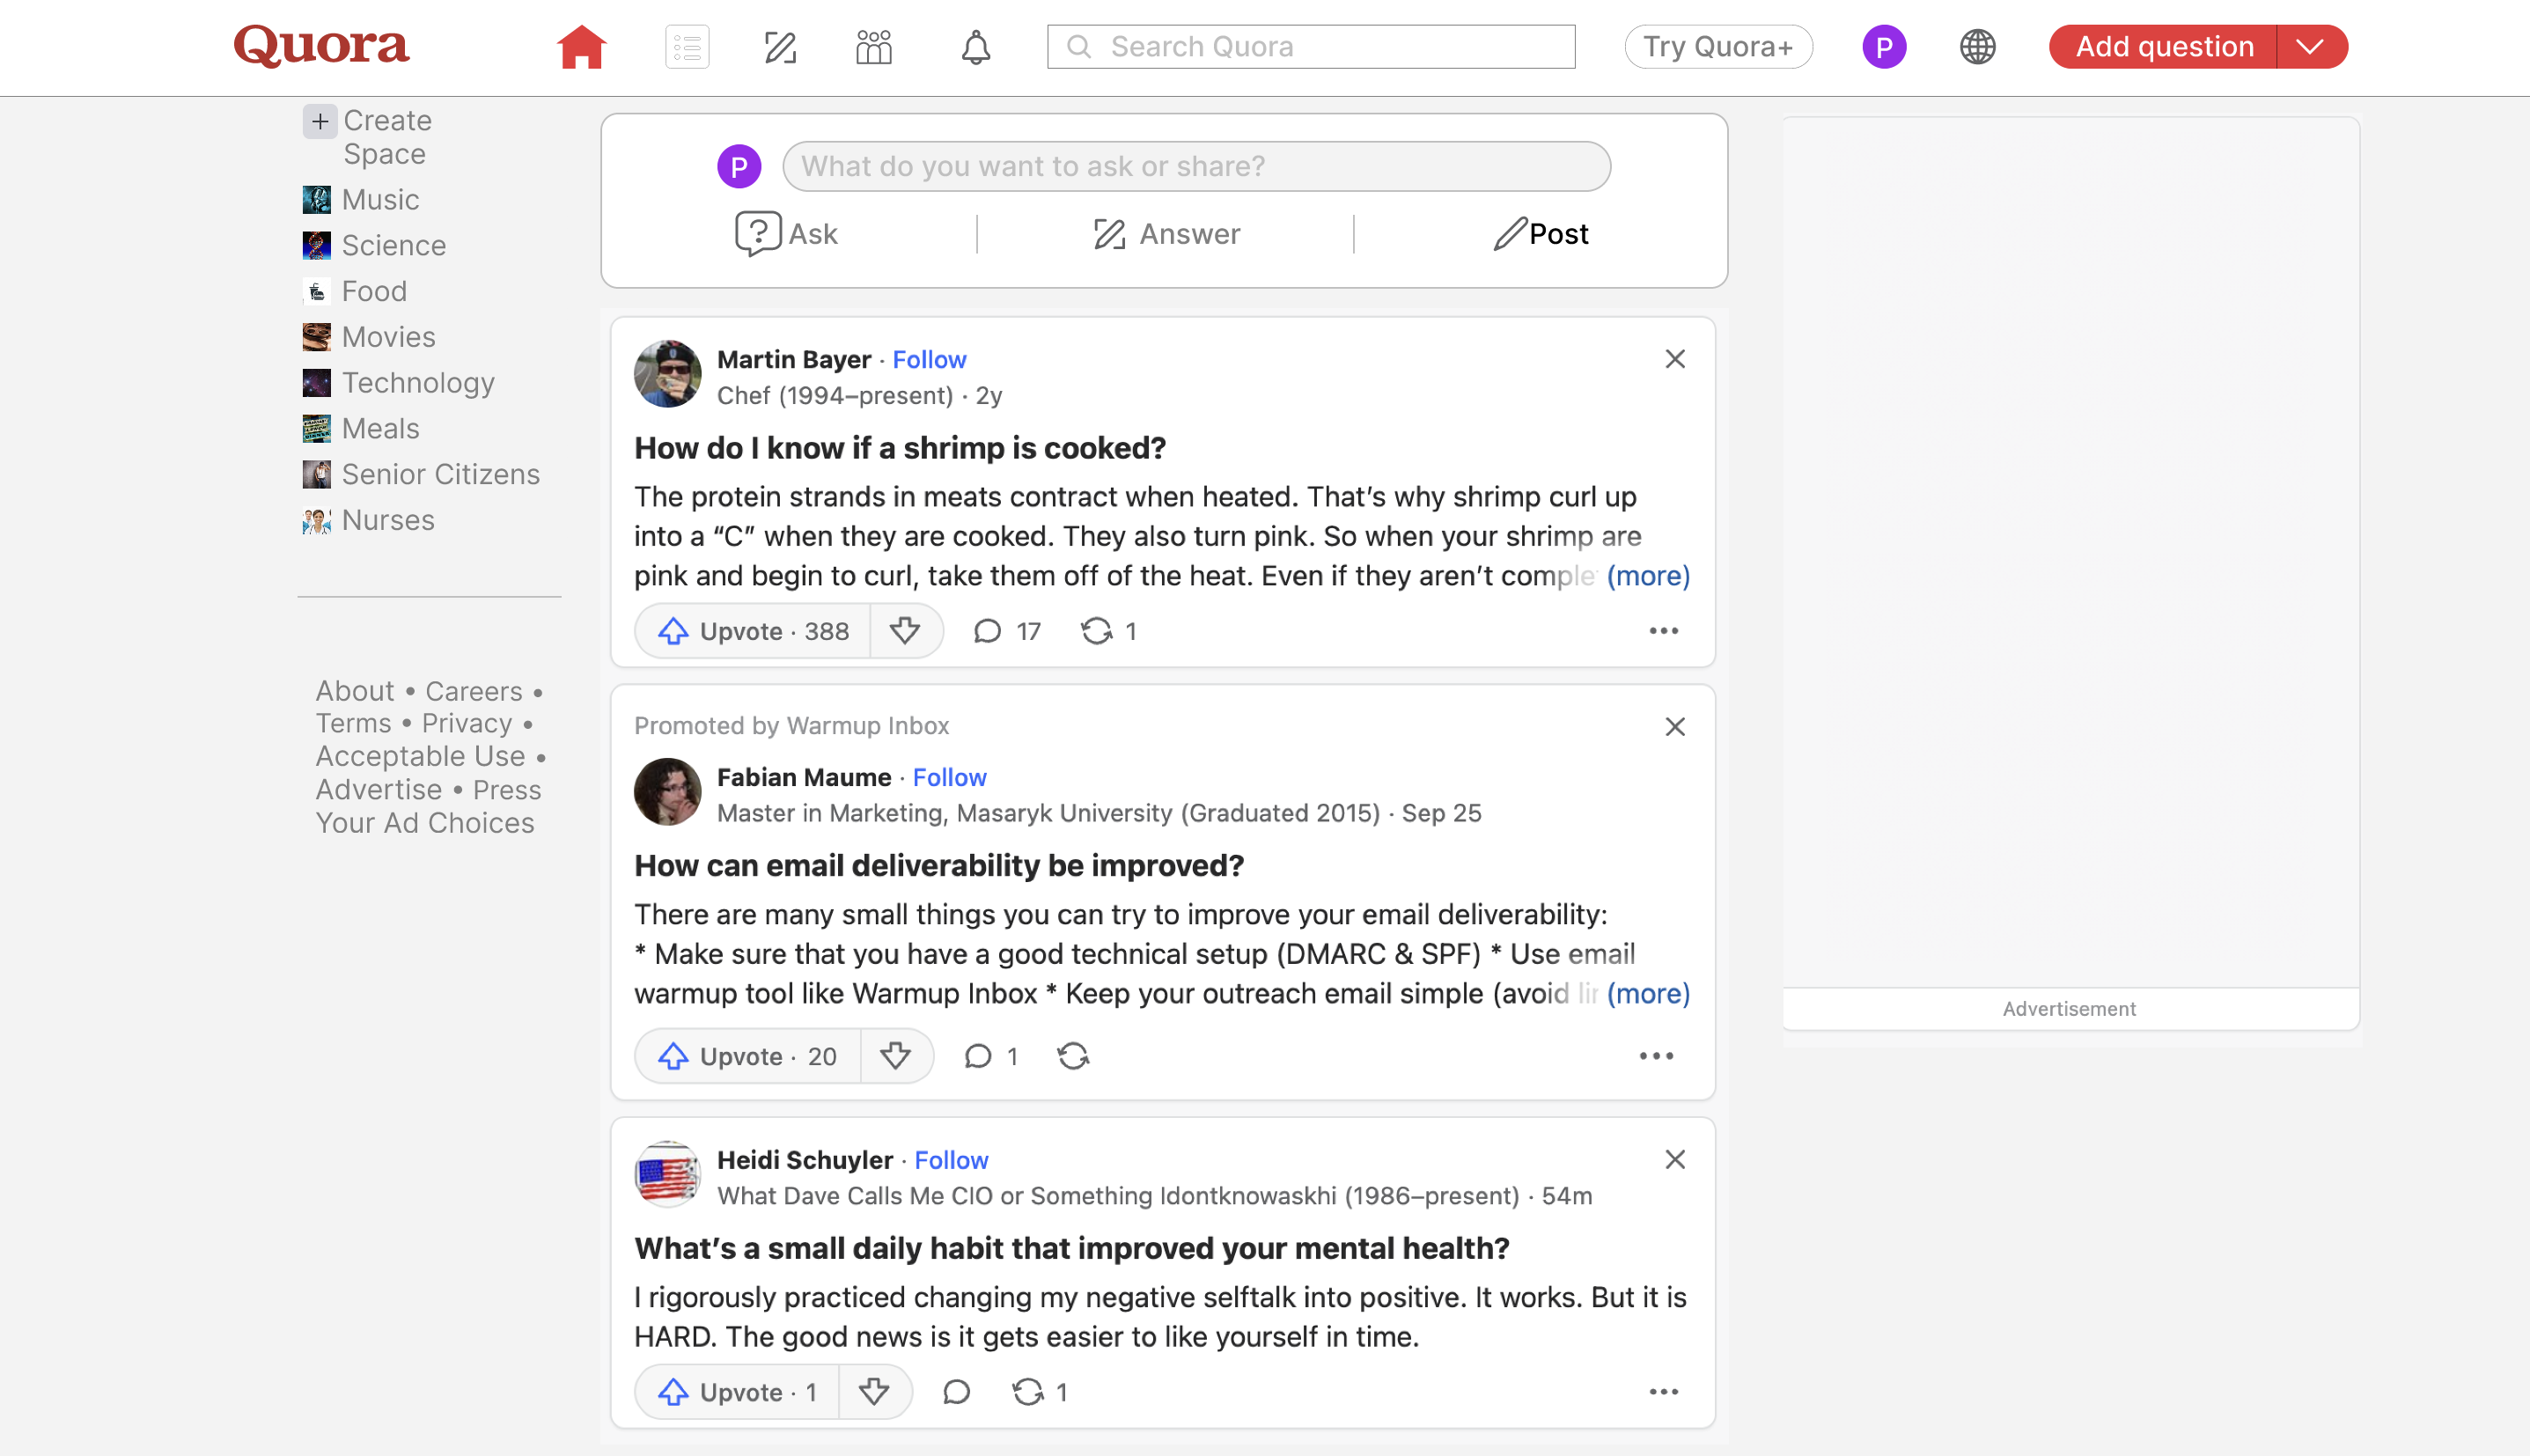 Quora
Search Quora
Try Quora+
P
Add question
+ Create
Space
Music
Science
Food
Movies
Technology
Meals
Senior Citizens
Nurses
About • Careers •
Terms • Privacy •
Acceptable Use •
Advertise • Press
Your Ad Choices
P
What do you want to ask or share?
Ask
Answer
Post
Martin Bayer · Follow
Chef (1994–present) · 2y
How do I know if a shrimp is cooked?
The protein strands in meats contract when heated. That’s why shrimp curl up
into a “C” when they are cooked. They also turn pink. So when your shrimp are
pink and begin to curl, take them off of the heat. Even if they aren’t comple (more)
Upvote · 388
17
1
Promoted by Warmup Inbox
Fabian Maume · Follow
Master in Marketing, Masaryk University (Graduated 2015) · Sep 25
How can email deliverability be improved?
There are many small things you can try to improve your email deliverability:
* Make sure that you have a good technical setup (DMARC & SPF) * Use email
warmup tool like Warmup Inbox * Keep your outreach email simple (avoid lin (more)
Upvote · 20
1
Heidi Schuyler · Follow
What Dave Calls Me CIO or Something Idontknowaskhi (1986–present) · 54m
What’s a small daily habit that improved your mental health?
I rigorously practiced changing my negative selftalk into positive. It works. But it is
HARD. The good news is it gets easier to like yourself in time.
Upvote · 1
1
Advertisement